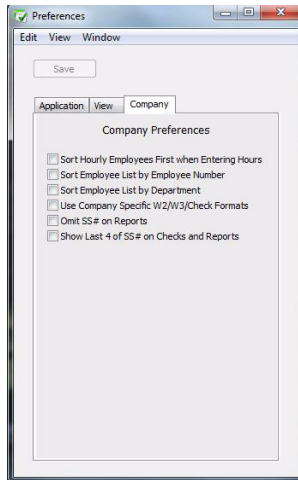 Preferences
Edit View Window
Save
Application View Company
Company Preferences
Sort Hourly Employees First when Entering Hours
Sort Employee List by Employee Number
Sort Employee List by Department
Use Company Specific W2/W3/Check Formats
Omit SS# on Reports
Show Last 4 of SS# on Checks and Reports